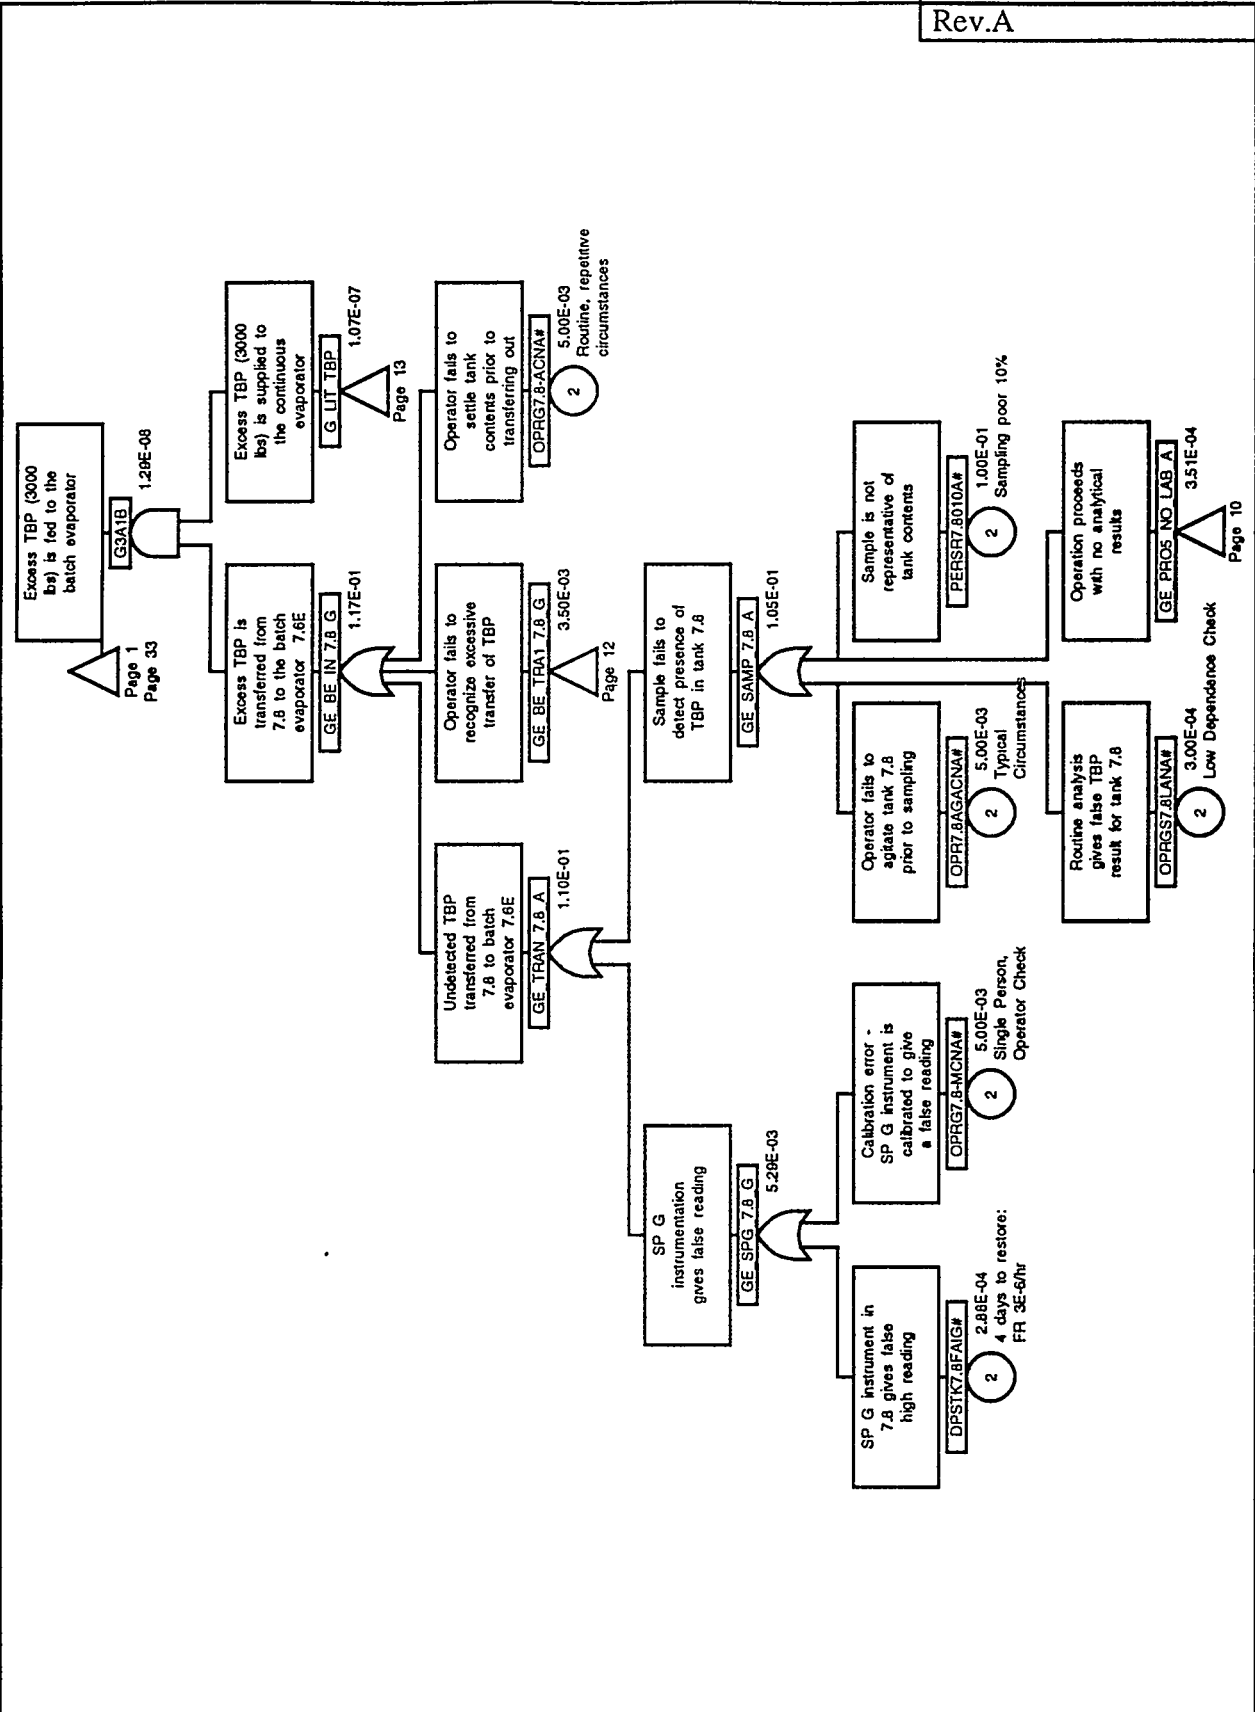 Rev.A
Excess TBP (3000
lbs) is fed to the
batch evaporator
G3A1B
1.29E-08
Page 1
Page 33
Excess TBP is
transferred from
7.8 to the batch
evaporator 7.6E
GE_BE_IN_7.8_G
1.17E-01
Excess TBP (3000
lbs) is supplied to
the continuous
evaporator
G_LIT_TBP
1.07E-07
Page 13
Undetected TBP
transferred from
7.8 to batch
evaporator 7.6E
GE_TRAN_7.8_A
1.10E-01
Operator fails to
recognize excessive
transfer of TBP
GE_BE_TRA1_7.8_G
3.50E-03
Page 12
Operator fails to
settle tank
contents prior to
transferring out
OPRG7.8-ACNA#
2
5.00E-03
Routine, repetitive
circumstances
SP G
instrumentation
gives false reading
GE_SPG_7.8_G
5.29E-03
Sample fails to
detect presence of
TBP in tank 7.8
GE_SAMP_7.8_A
1.05E-01
SP G instrument in
7.8 gives false
high reading
DPSTK7.8FAIG#
2
2.88E-04
4 days to restore:
FR 3E-6/hr
Calibration error -
SP G instrument is
calibrated to give
a false reading
OPRG7.8-MCNA#
2
5.00E-03
Single Person,
Operator Check
Operator fails to
agitate tank 7.8
prior to sampling
OPR7.8AGACNA#
2
5.00E-03
Typical
Circumstances
Sample is not
representative of
tank contents
PERSR7.8010A#
2
1.00E-01
Sampling poor 10%
Routine analysis
gives false TBP
result for tank 7.8
OPRGS7.8LANA#
2
3.00E-04
Low Dependence Check
Operation proceeds
with no analytical
results
GE_PROS_NO_LAB_A
3.51E-04
Page 10